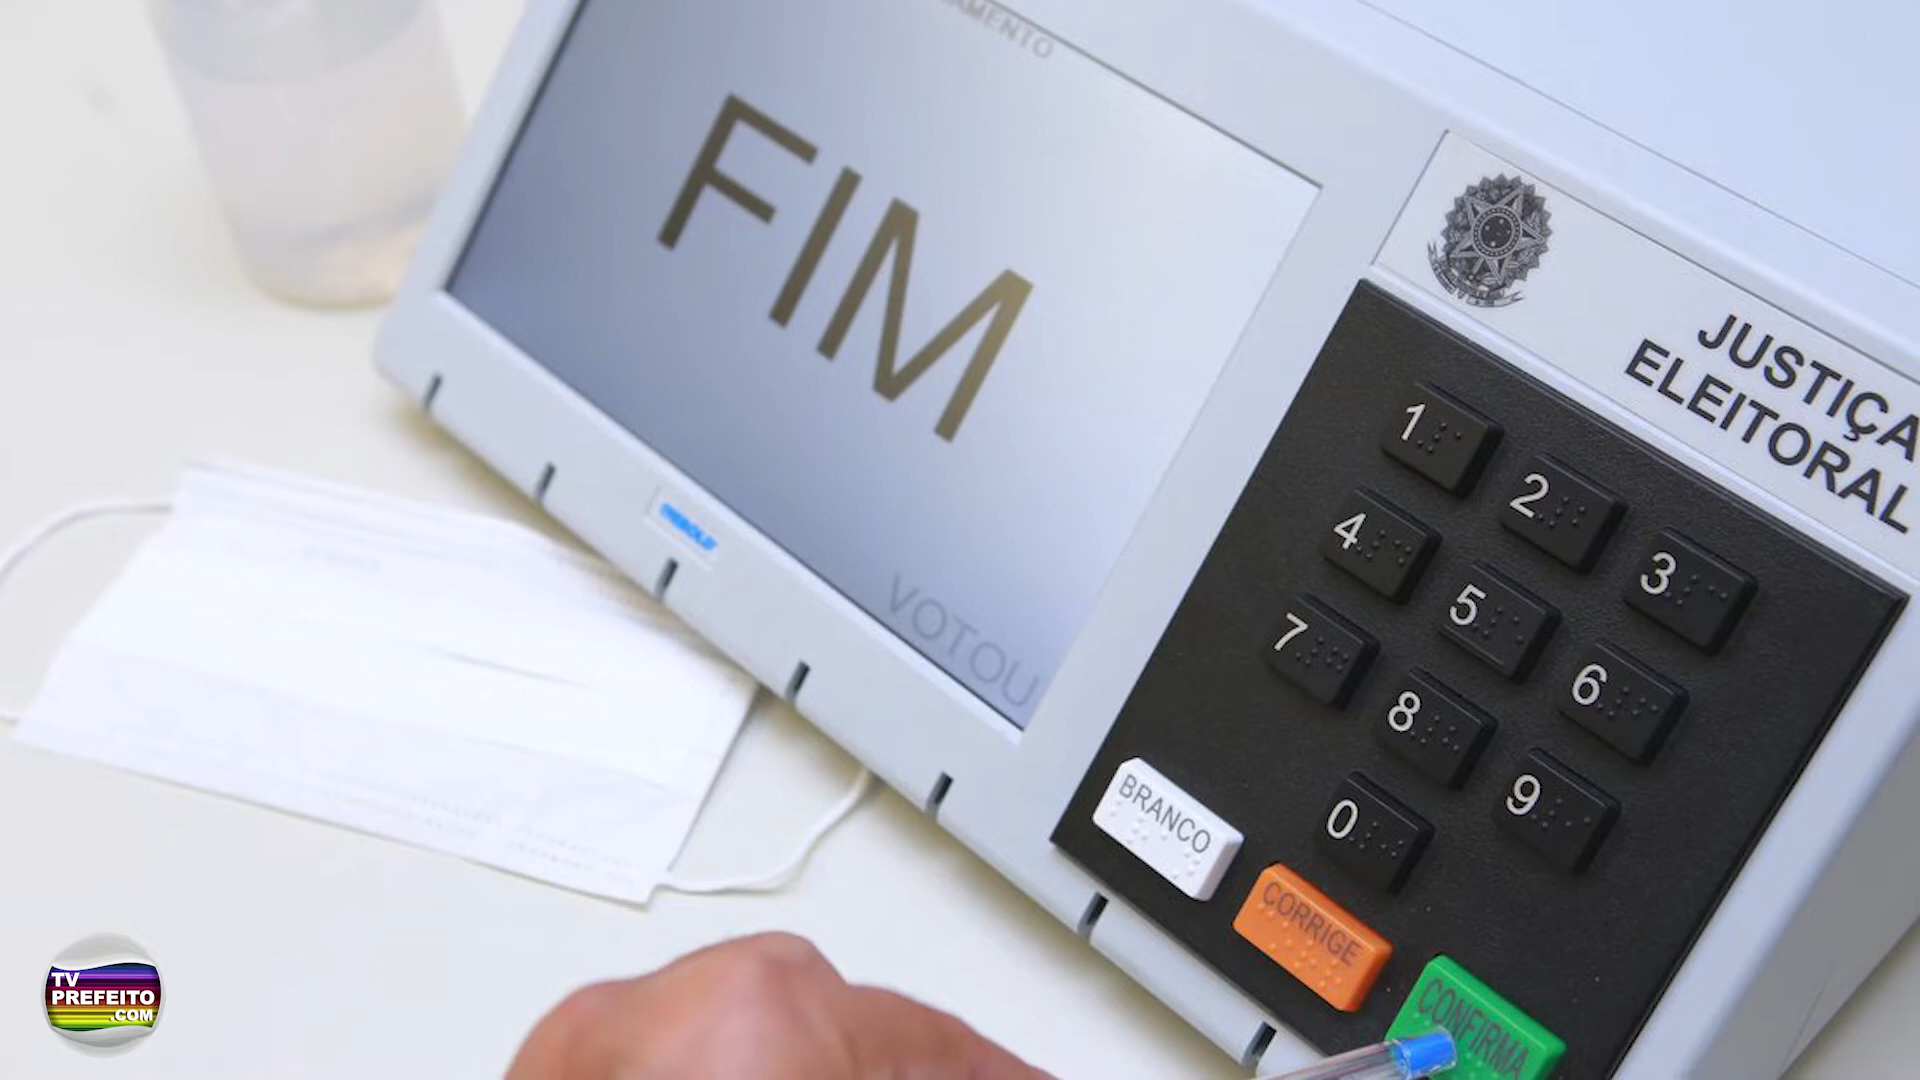 FIM
VOTOU
JUSTIÇA
ELEITORAL
1
2
3
4
5
6
7
8
9
0
BRANCO
CORRIGE
CONFIRMA
TV
PREFEITO
.COM